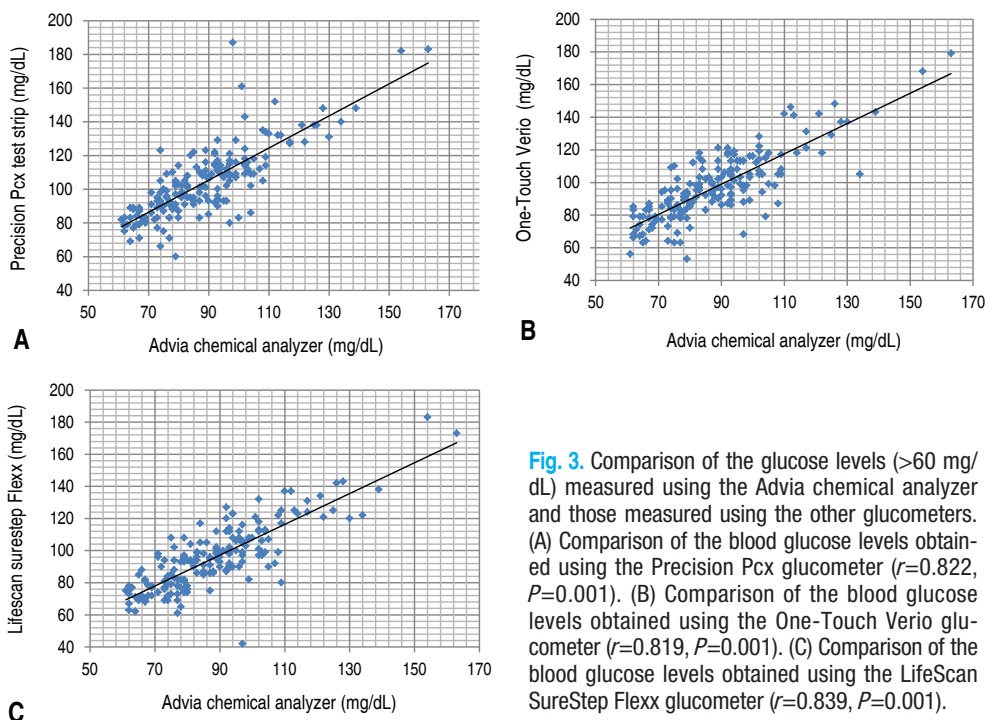 200
180
160
140
120
100
80
60
40
Precision Pcx test strip (mg/dL)
50 70 90 110 130 150 170
Advia chemical analyzer (mg/dL)
A
200
180
160
140
120
100
80
60
40
One-Touch Verio (mg/dL)
50 70 90 110 130 150 170
Advia chemical analyzer (mg/dL)
B
200
180
160
140
120
100
80
60
40
Lifescan surestep Flexx (mg/dL)
50 70 90 110 130 150 170
Advia chemical analyzer (mg/dL)
C
Fig. 3. Comparison of the glucose levels (>60 mg/
dL) measured using the Advia chemical analyzer
and those measured using the other glucometers.
(A) Comparison of the blood glucose levels obtain-
ed using the Precision Pcx glucometer (r=0.822,
P=0.001). (B) Comparison of the blood glucose
levels obtained using the One-Touch Verio glu-
cometer (r=0.819, P=0.001). (C) Comparison of the
blood glucose levels obtained using the LifeScan
SureStep Flexx glucometer (r=0.839, P=0.001).